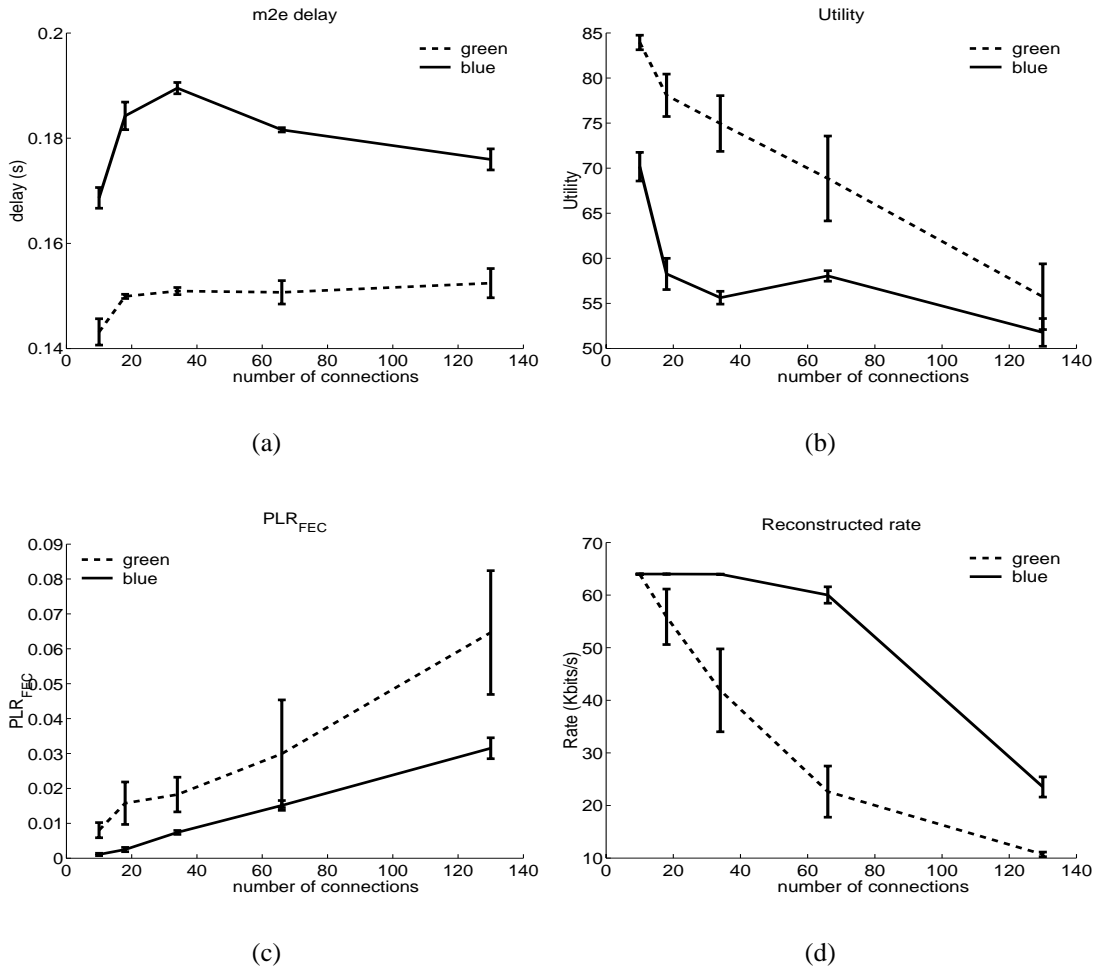 m2e delay
green
blue
0.2
0.18
0.16
0.14
delay (s)
0 20 40 60 80 100 120 140
number of connections
(a)
Utility
green
blue
85
80
75
70
65
60
55
50
Utility
0 20 40 60 80 100 120 140
number of connections
(b)
PLR_FEC
green
blue
0.09
0.08
0.07
0.06
0.05
0.04
0.03
0.02
0.01
0
PLR_FEC
0 20 40 60 80 100 120 140
number of connections
(c)
Reconstructed rate
green
blue
70
60
50
40
30
20
10
Rate (Kbits/s)
0 20 40 60 80 100 120 140
number of connections
(d)